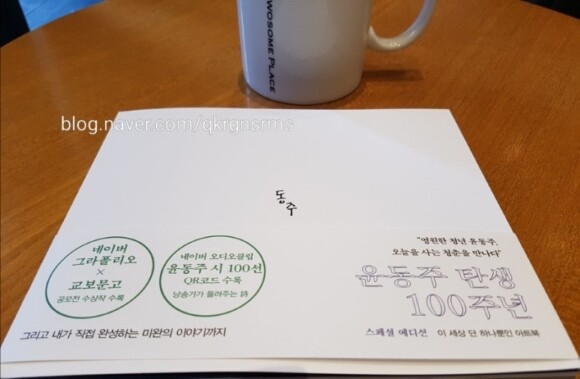 TWOSOME PLACE
blog.naver.com/qkrgnsrms
동주
네이버
그라폴리오
×
교보문고
공모전 수상작 수록
네이버 오디오클립
윤동주 시 100선
QR코드 수록
낭송가가 들려주는 詩
"영원한 청년 윤동주,
오늘을 사는 청춘을 만나다"
윤동주 탄생
100주년
스페셜 에디션 이 세상 단 하나뿐인 아트북
그리고 내가 직접 완성하는 미완의 이야기까지